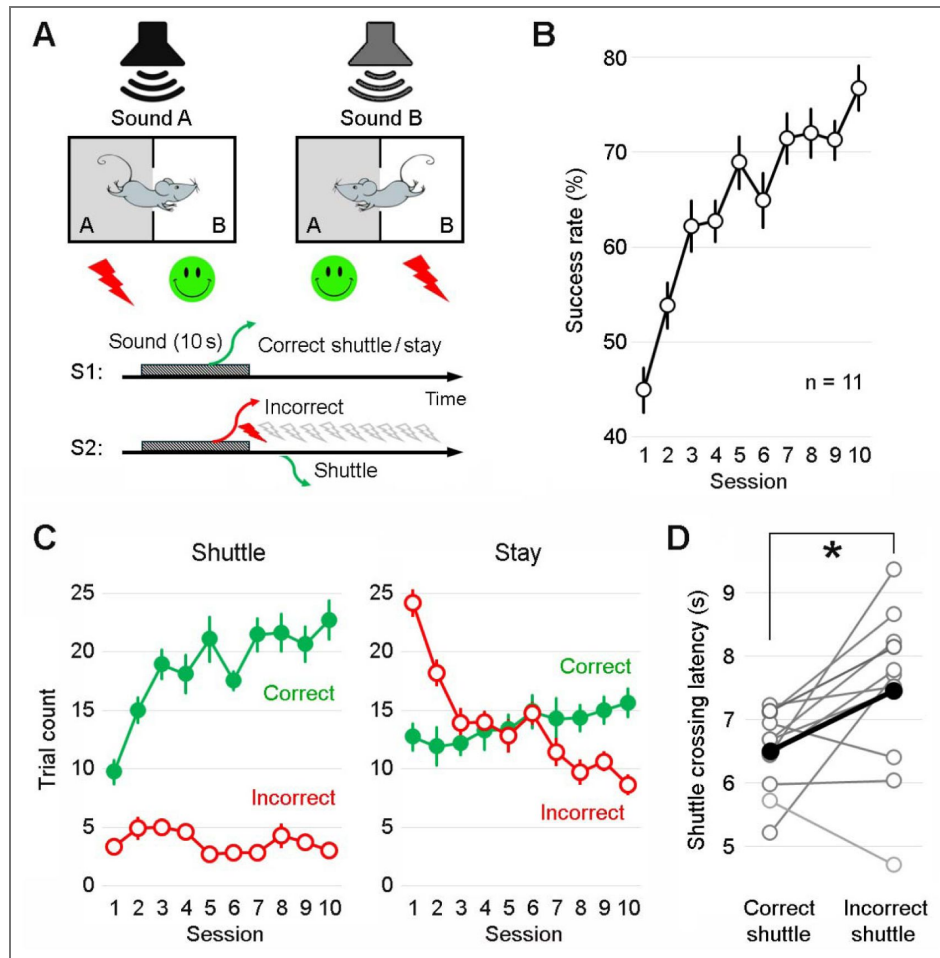 A
Sound A
Sound B
A
B
A
B
Sound (10 s)
Correct shuttle/stay
S1:
Time
Incorrect
S2:
Shuttle
B
80
70
60
50
40
Success rate (%)
n = 11
1 2 3 4 5 6 7 8 9 10
Session
C
Shuttle
Stay
25
20
15
10
5
0
Trial count
Correct
Incorrect
1 2 3 4 5 6 7 8 9 10
Session
25
20
15
10
5
0
Correct
Incorrect
1 2 3 4 5 6 7 8 9 10
Session
D
*
9
8
7
6
5
Shuttle crossing latency (s)
Correct
shuttle
Incorrect
shuttle